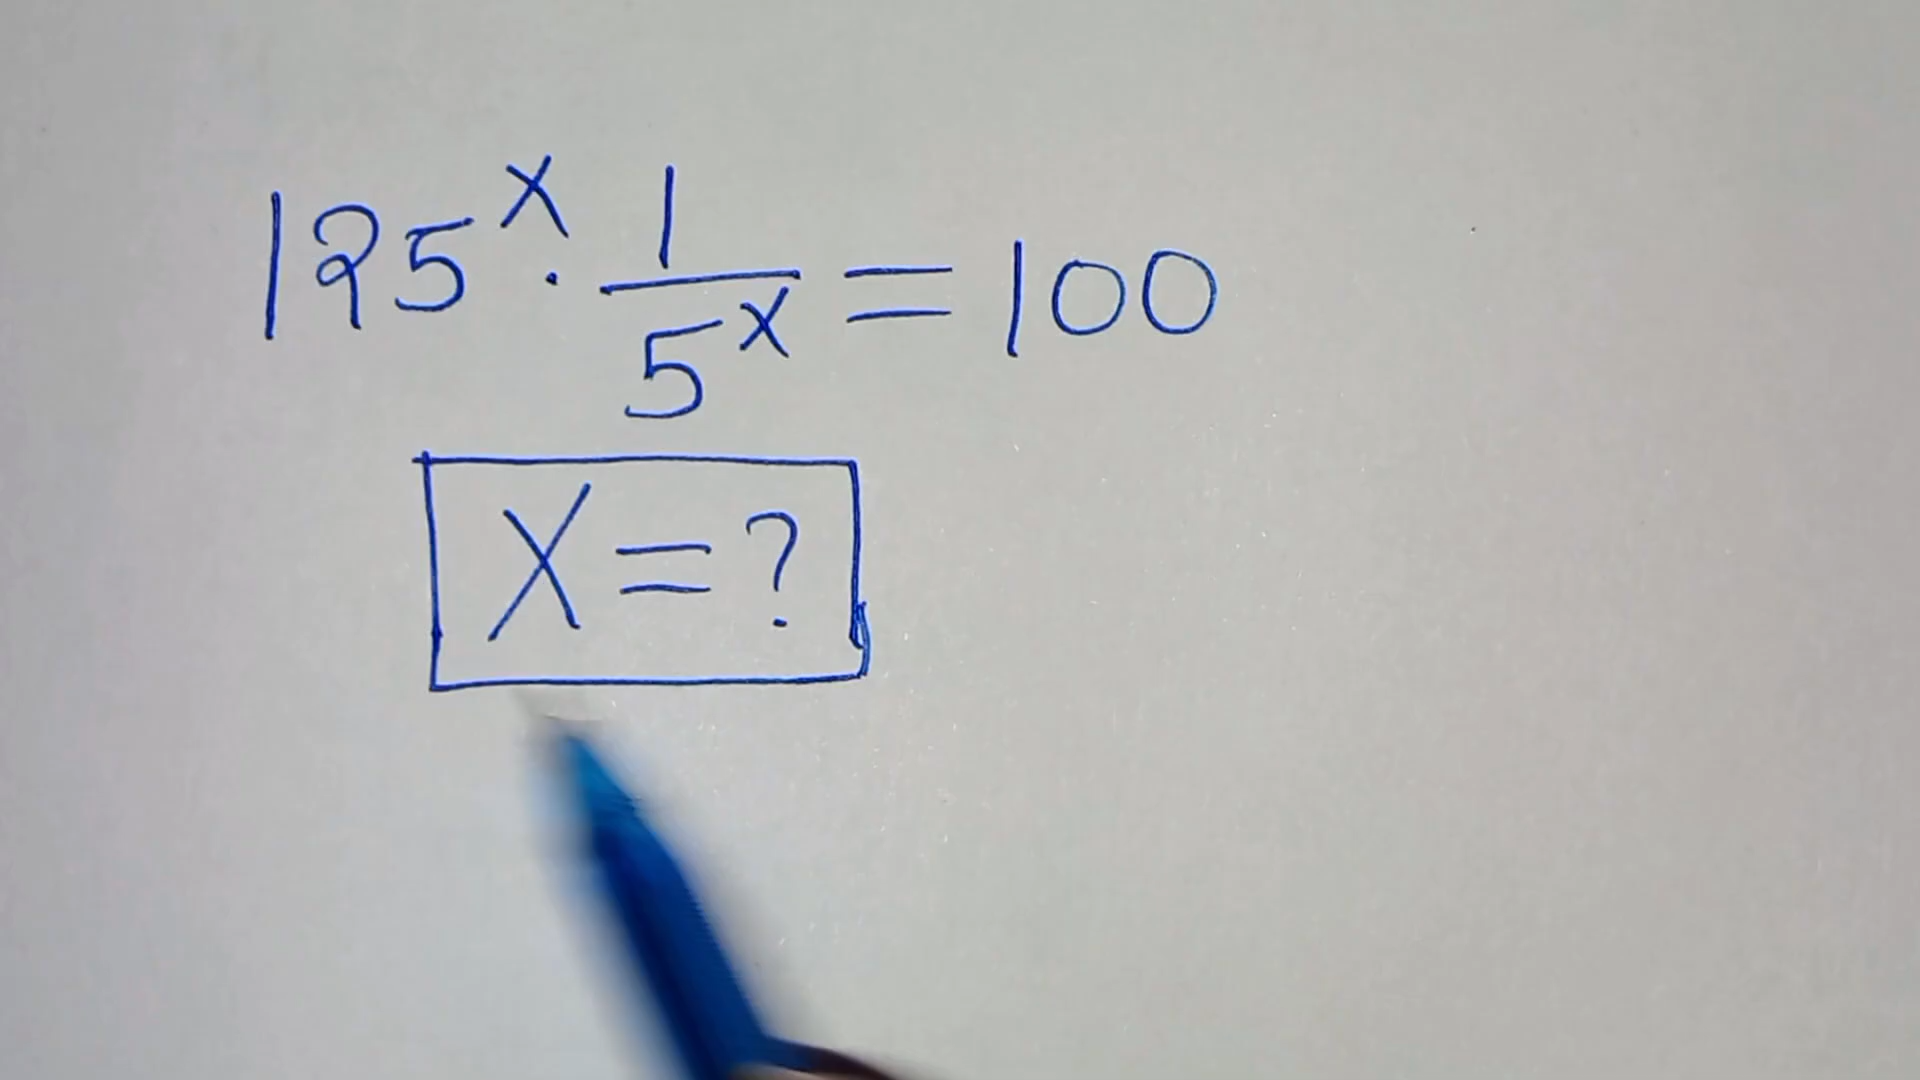 125^x · 1/5^x = 100
X = ?